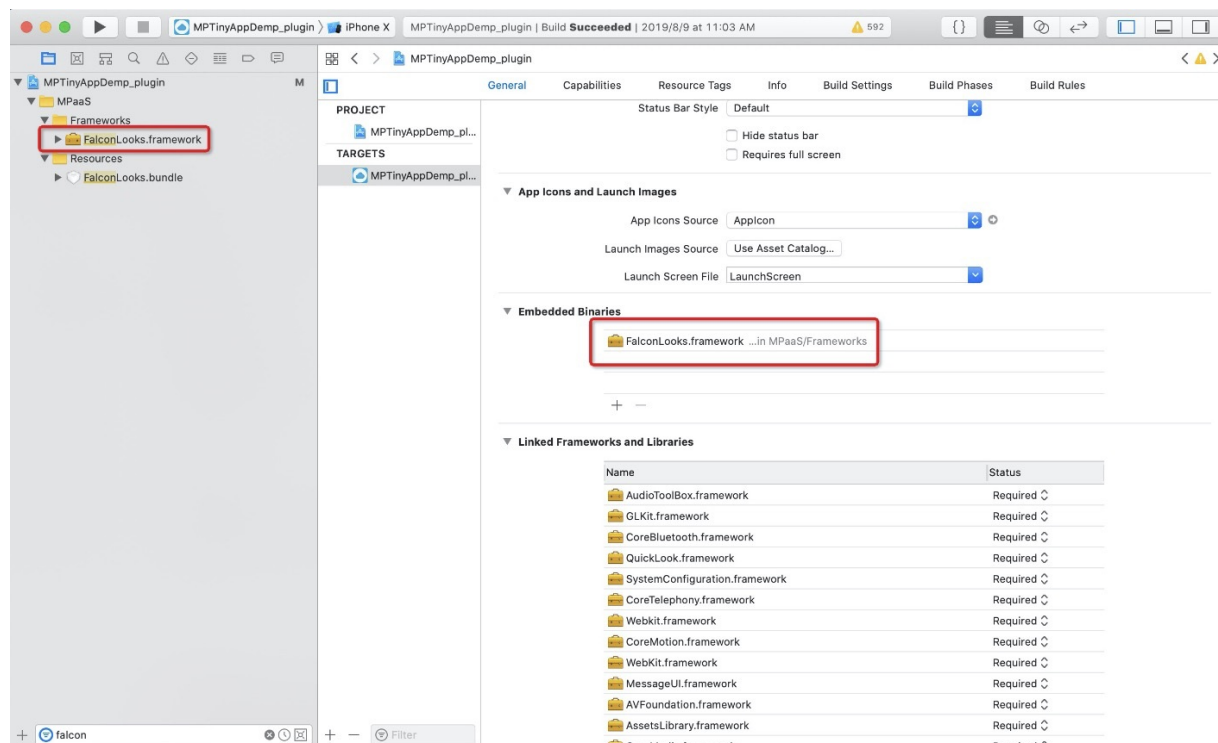 MPTinyAppDemp_plugin 〉 iPhone X MPTinyAppDemp_plugin | Build Succeeded | 2019/8/9 at 11:03 AM 592 {}
MPTinyAppDemp_plugin
MPTinyAppDemp_plugin M
MPaaS
Frameworks
FalconLooks.framework
Resources
FalconLooks.bundle
falcon
General Capabilities Resource Tags Info Build Settings Build Phases Build Rules
PROJECT
MPTinyAppDemp_pl...
TARGETS
MPTinyAppDemp_pl...
Filter
Status Bar Style Default
Hide status bar
Requires full screen
App Icons and Launch Images
App Icons Source AppIcon
Launch Images Source Use Asset Catalog...
Launch Screen File LaunchScreen
Embedded Binaries
FalconLooks.framework ...in MPaaS/Frameworks
Linked Frameworks and Libraries
Name Status
AudioToolBox.framework Required
GLKit.framework Required
CoreBluetooth.framework Required
QuickLook.framework Required
SystemConfiguration.framework Required
CoreTelephony.framework Required
Webkit.framework Required
CoreMotion.framework Required
WebKit.framework Required
MessageUI.framework Required
AVFoundation.framework Required
AssetsLibrary.framework Required